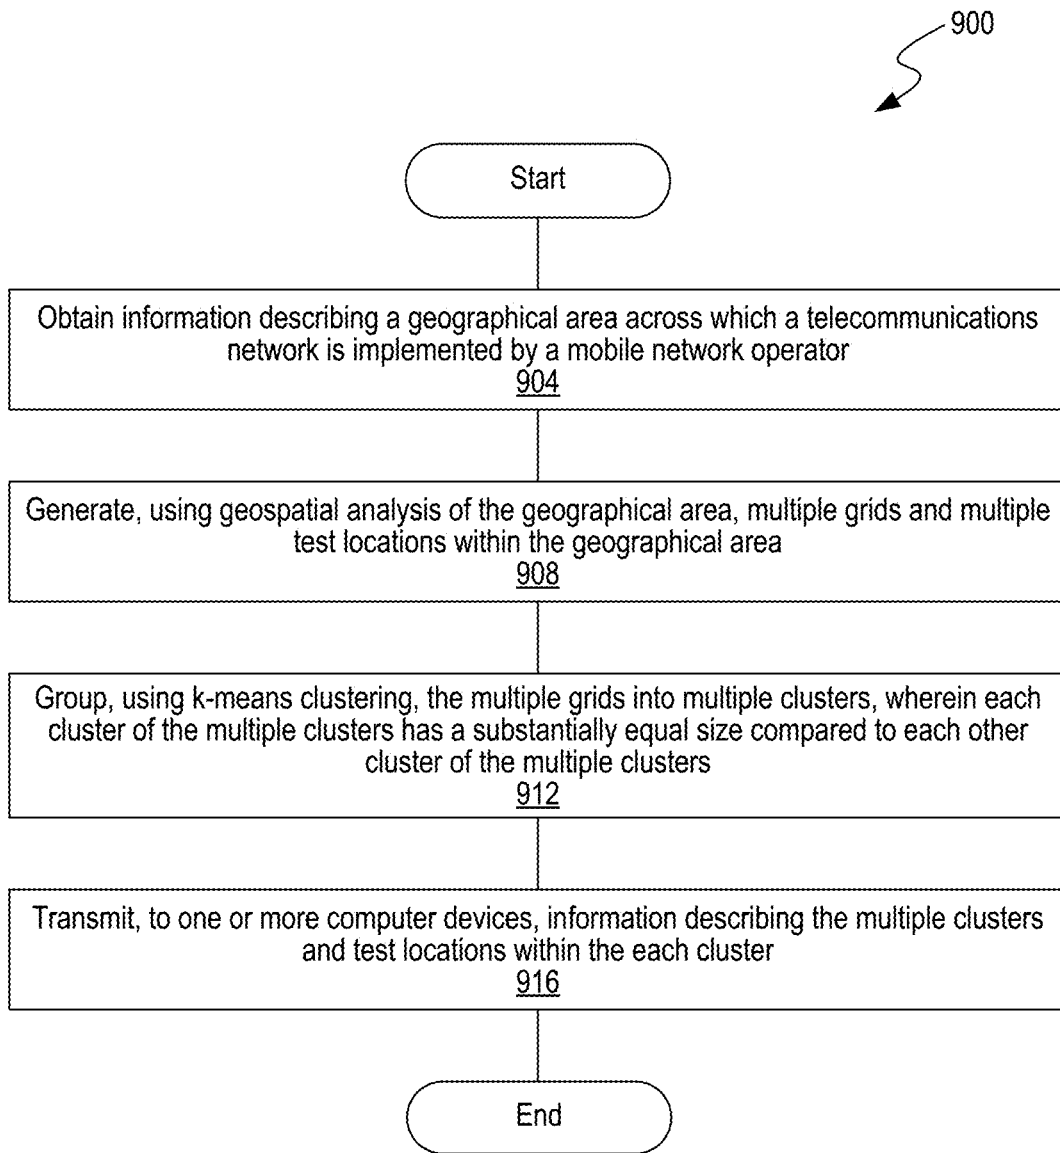 900
Start
Obtain information describing a geographical area across which a telecommunications
network is implemented by a mobile network operator
904
Generate, using geospatial analysis of the geographical area, multiple grids and multiple
test locations within the geographical area
908
Group, using k-means clustering, the multiple grids into multiple clusters, wherein each
cluster of the multiple clusters has a substantially equal size compared to each other
cluster of the multiple clusters
912
Transmit, to one or more computer devices, information describing the multiple clusters
and test locations within the each cluster
916
End